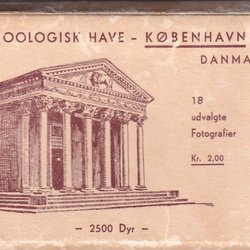 OOLOGISK HAVE - KØBENHAVN
DANMA
18
udvalgte
Fotografier
Kr. 2,00
- 2500 Dyr -